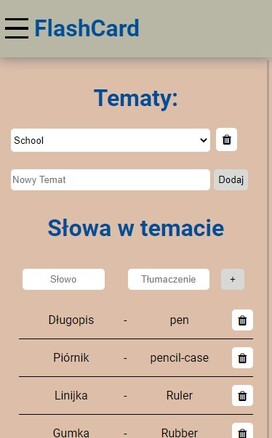 FlashCard
Tematy:
School
Nowy Temat Dodaj
Słowa w temacie
Słowo Tłumaczenie +
Długopis - pen
Piórnik - pencil-case
Linijka - Ruler
Gumka - Rubber